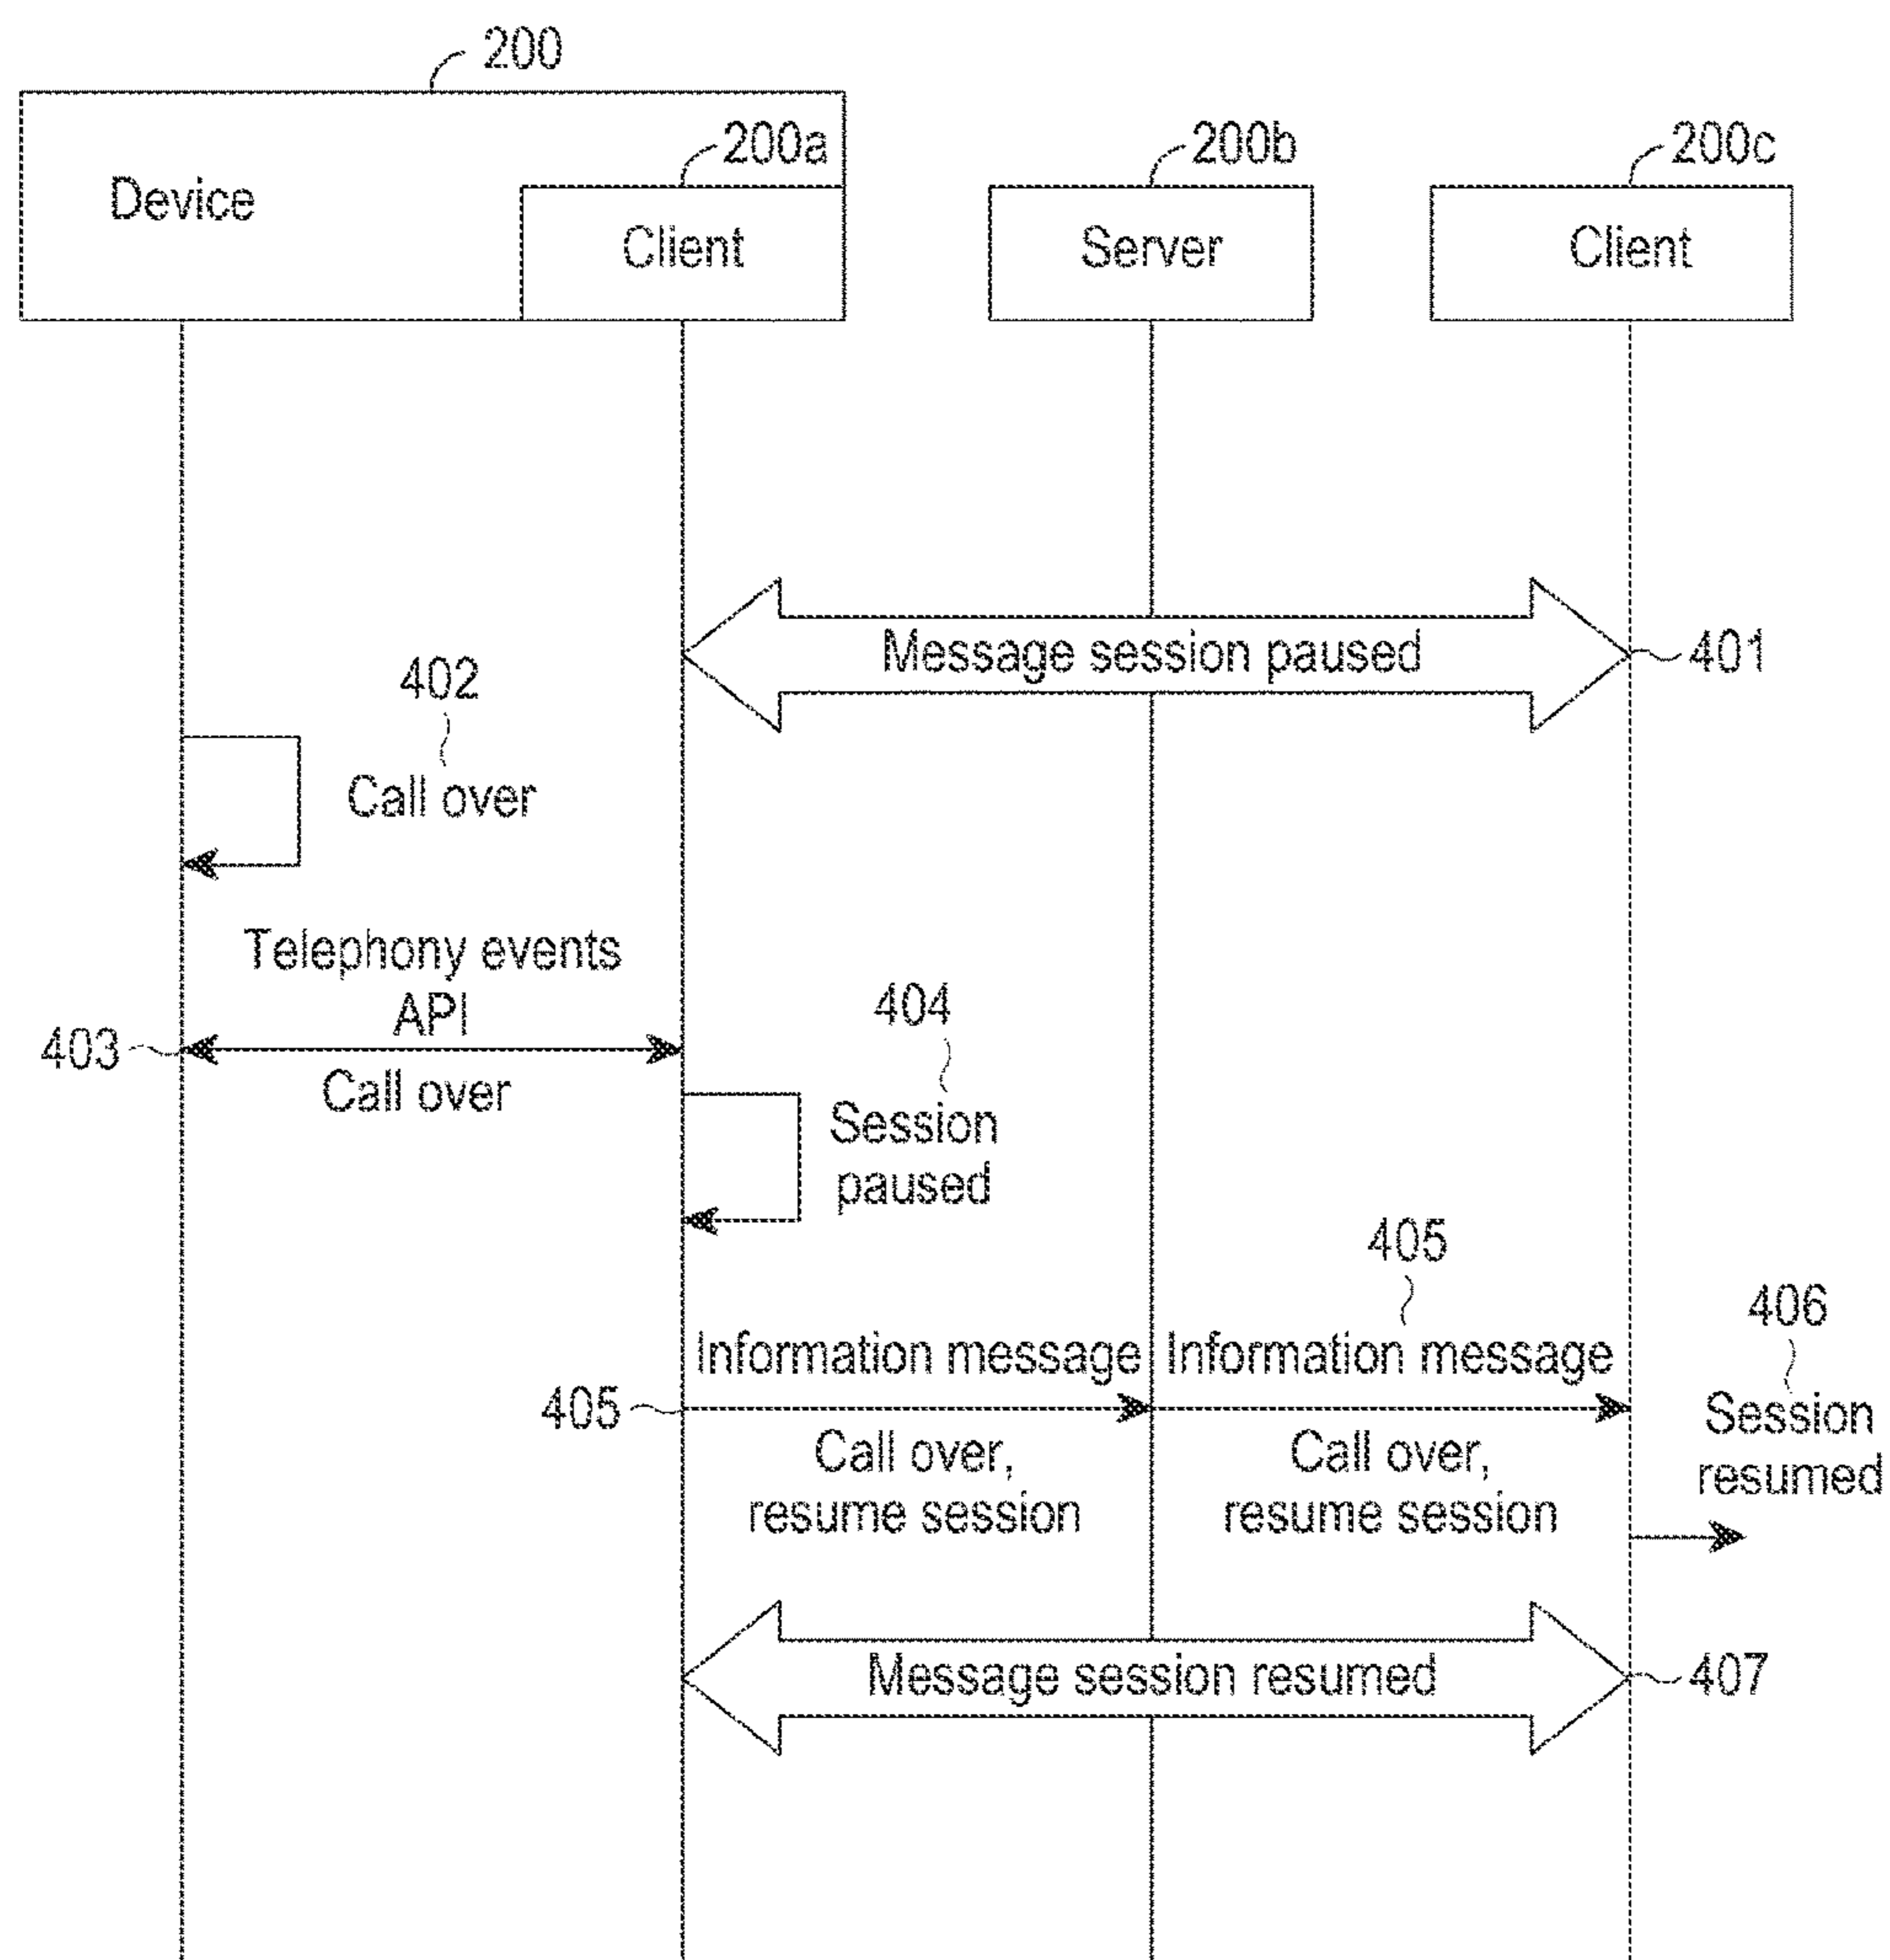 200
200a
200b
200c
Device
Client
Server
Client
Message session paused
401
402
Call over
Telephony events
API
403
Call over
404
Session
paused
405
406
Information message
Information message
405
Session
resumed
Call over,
resume session
Call over,
resume session
Message session resumed
407